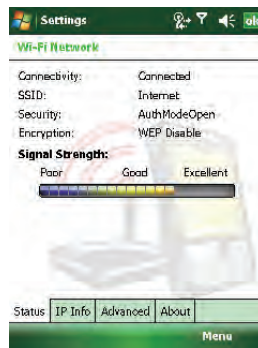 Settings
ok
Wi-Fi Network
Connectivity: Connected
SSID: Internet
Security: AuthModeOpen
Encryption: WEP Disable
Signal Strength:
Poor Good Excellent
Status IP Info Advanced About
Menu